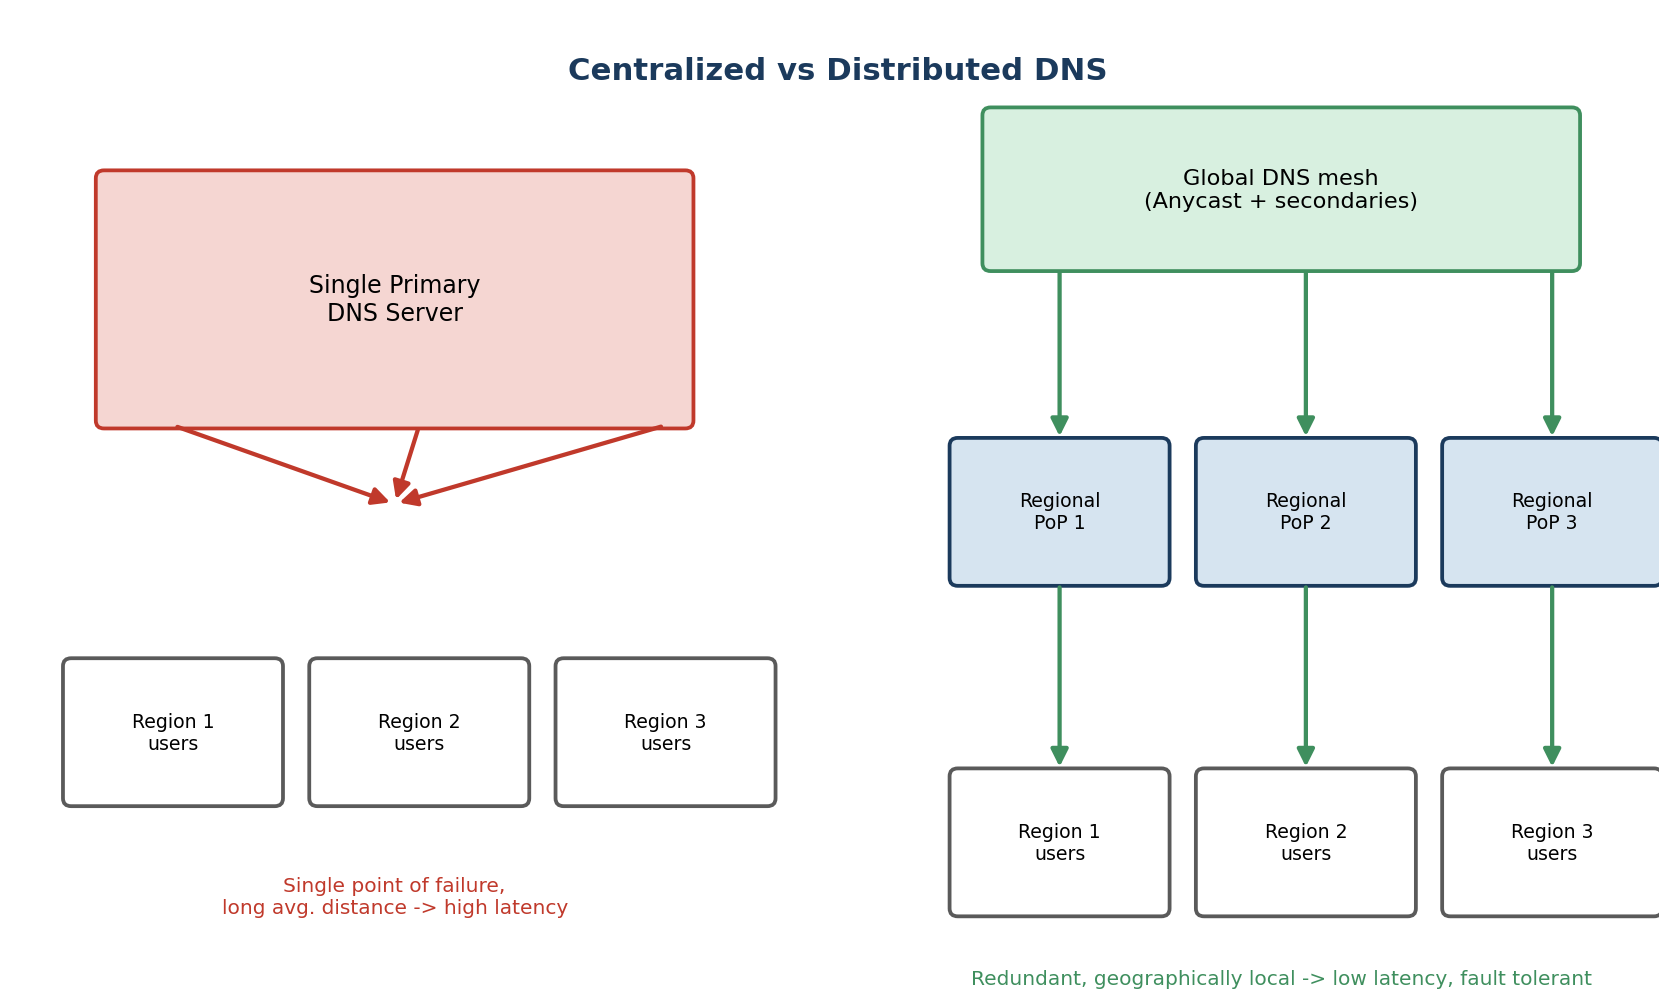 Centralized vs Distributed DNS
Single Primary
DNS Server
Region 1
users
Region 2
users
Region 3
users
Single point of failure,
long avg. distance -> high latency
Global DNS mesh
(Anycast + secondaries)
Regional
PoP 1
Regional
PoP 2
Regional
PoP 3
Region 1
users
Region 2
users
Region 3
users
Redundant, geographically local -> low latency, fault tolerant